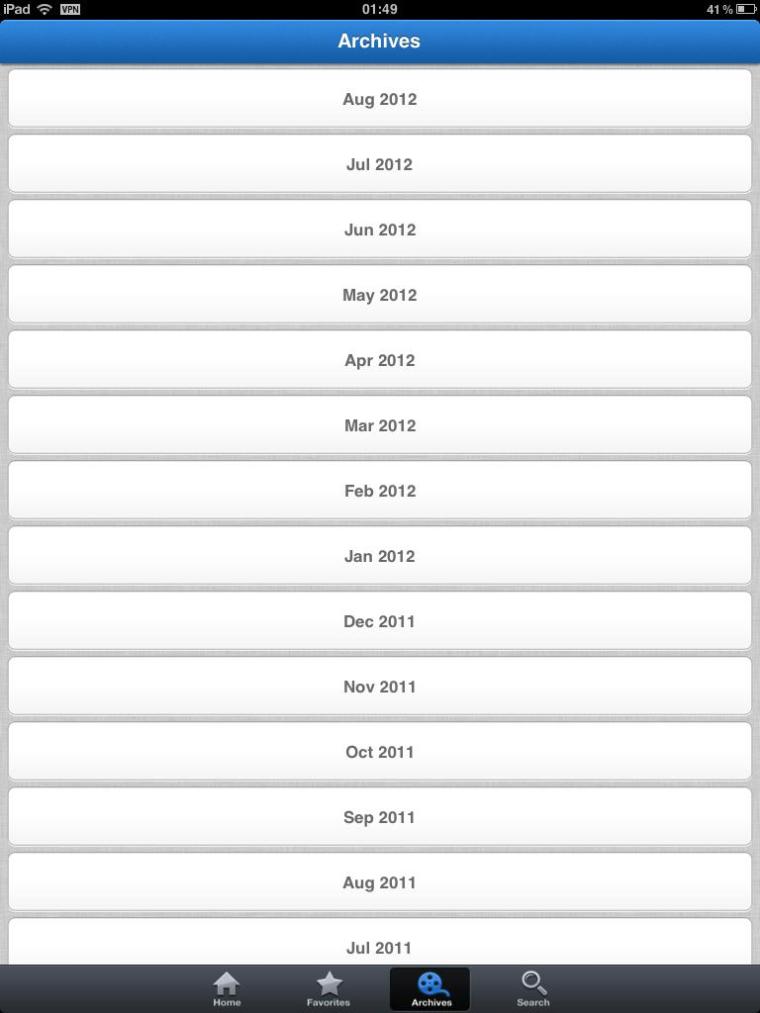 iPad VPN 01:49 41%
Archives
Aug 2012
Jul 2012
Jun 2012
May 2012
Apr 2012
Mar 2012
Feb 2012
Jan 2012
Dec 2011
Nov 2011
Oct 2011
Sep 2011
Aug 2011
Jul 2011
Home Favorites Archives Search